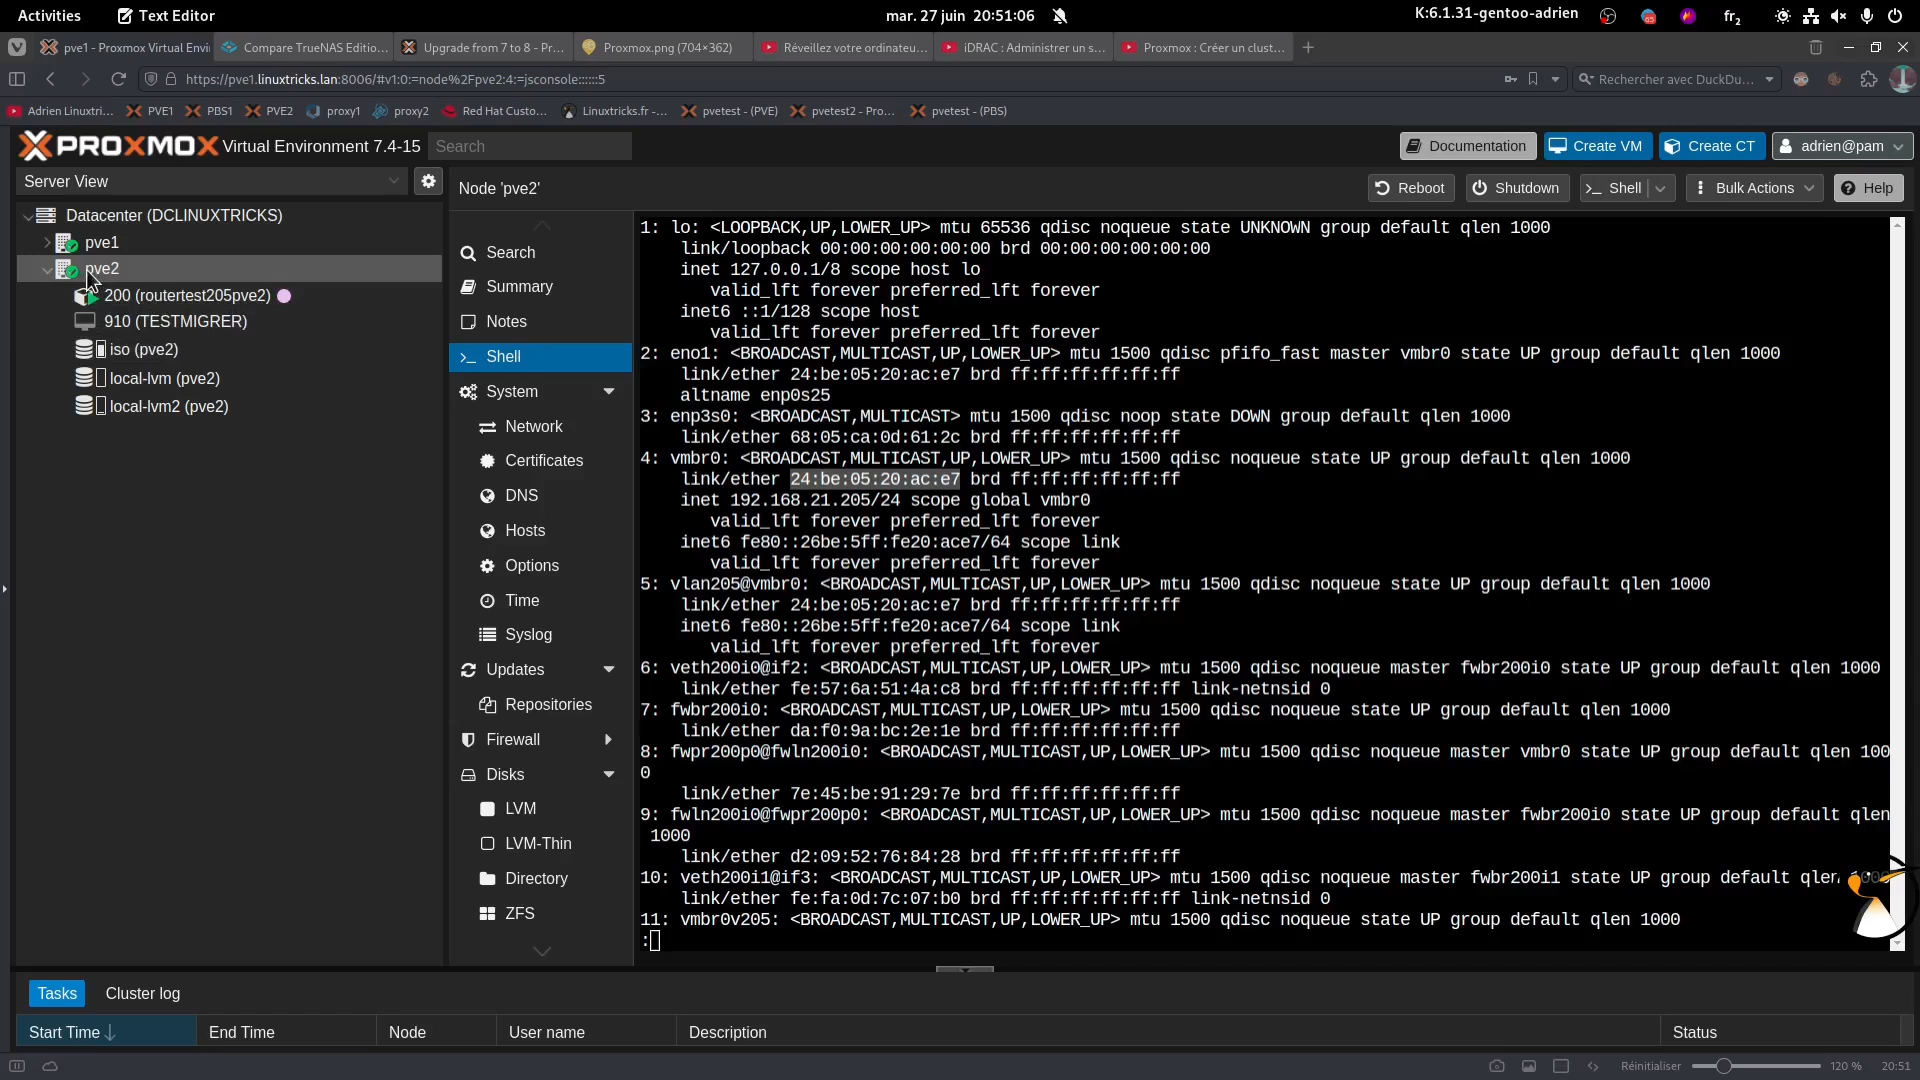 Activities
Text Editor
mar. 27 juin 20:51:06
K:6.1.31-gentoo-adrien
65
fr2
pve1 - Proxmox Virtual Envi
Compare TrueNAS Edition...
Upgrade from 7 to 8 - Pr...
Proxmox.png (704×362)
Réveillez votre ordinateu...
iDRAC : Administrer un s...
Proxmox : Créer un clust...
https://pve1.linuxtricks.lan:8006/#v1:0:=node%2Fpve2:4:=jsconsole::::::5
Rechercher avec DuckDu...
Adrien Linuxtri...
PVE1
PBS1
PVE2
proxy1
proxy2
Red Hat Custo...
Linuxtricks.fr -...
pvetest - (PVE)
pvetest2 - Pro...
pvetest - (PBS)
PROXMOX
Virtual Environment 7.4-15
Search
Documentation
Create VM
Create CT
adrien@pam
Server View
Node 'pve2'
Reboot
Shutdown
>_ Shell
Bulk Actions
Help
Datacenter (DCLINUXTRICKS)
pve1
pve2
200 (routertest205pve2)
910 (TESTMIGRER)
iso (pve2)
local-lvm (pve2)
local-lvm2 (pve2)
Search
Summary
Notes
>_ Shell
System
Network
Certificates
DNS
Hosts
Options
Time
Syslog
Updates
Repositories
Firewall
Disks
LVM
LVM-Thin
Directory
ZFS
1: lo: <LOOPBACK,UP,LOWER_UP> mtu 65536 qdisc noqueue state UNKNOWN group default qlen 1000
link/loopback 00:00:00:00:00:00 brd 00:00:00:00:00:00
inet 127.0.0.1/8 scope host lo
valid_lft forever preferred_lft forever
inet6 ::1/128 scope host
valid_lft forever preferred_lft forever
2: eno1: <BROADCAST,MULTICAST,UP,LOWER_UP> mtu 1500 qdisc pfifo_fast master vmbr0 state UP group default qlen 1000
link/ether 24:be:05:20:ac:e7 brd ff:ff:ff:ff:ff:ff
altname enp0s25
3: enp3s0: <BROADCAST,MULTICAST> mtu 1500 qdisc noop state DOWN group default qlen 1000
link/ether 68:05:ca:0d:61:2c brd ff:ff:ff:ff:ff:ff
4: vmbr0: <BROADCAST,MULTICAST,UP,LOWER_UP> mtu 1500 qdisc noqueue state UP group default qlen 1000
link/ether 24:be:05:20:ac:e7 brd ff:ff:ff:ff:ff:ff
inet 192.168.21.205/24 scope global vmbr0
valid_lft forever preferred_lft forever
inet6 fe80::26be:5ff:fe20:ace7/64 scope link
valid_lft forever preferred_lft forever
5: vlan205@vmbr0: <BROADCAST,MULTICAST,UP,LOWER_UP> mtu 1500 qdisc noqueue state UP group default qlen 1000
link/ether 24:be:05:20:ac:e7 brd ff:ff:ff:ff:ff:ff
inet6 fe80::26be:5ff:fe20:ace7/64 scope link
valid_lft forever preferred_lft forever
6: veth200i0@if2: <BROADCAST,MULTICAST,UP,LOWER_UP> mtu 1500 qdisc noqueue master fwbr200i0 state UP group default qlen 1000
link/ether fe:57:6a:51:4a:c8 brd ff:ff:ff:ff:ff:ff link-netnsid 0
7: fwbr200i0: <BROADCAST,MULTICAST,UP,LOWER_UP> mtu 1500 qdisc noqueue state UP group default qlen 1000
link/ether da:f0:9a:bc:2e:1e brd ff:ff:ff:ff:ff:ff
8: fwpr200p0@fwln200i0: <BROADCAST,MULTICAST,UP,LOWER_UP> mtu 1500 qdisc noqueue master vmbr0 state UP group default qlen 100
0
link/ether 7e:45:be:91:29:7e brd ff:ff:ff:ff:ff:ff
9: fwln200i0@fwpr200p0: <BROADCAST,MULTICAST,UP,LOWER_UP> mtu 1500 qdisc noqueue master fwbr200i0 state UP group default qlen
1000
link/ether d2:09:52:76:84:28 brd ff:ff:ff:ff:ff:ff
10: veth200i1@if3: <BROADCAST,MULTICAST,UP,LOWER_UP> mtu 1500 qdisc noqueue master fwbr200i1 state UP group default qlen
link/ether fe:fa:0d:7c:07:b0 brd ff:ff:ff:ff:ff:ff link-netnsid 0
11: vmbr0v205: <BROADCAST,MULTICAST,UP,LOWER_UP> mtu 1500 qdisc noqueue state UP group default qlen 1000
:
Tasks
Cluster log
Start Time
End Time
Node
User name
Description
Status
Réinitialiser
120 %
20:51